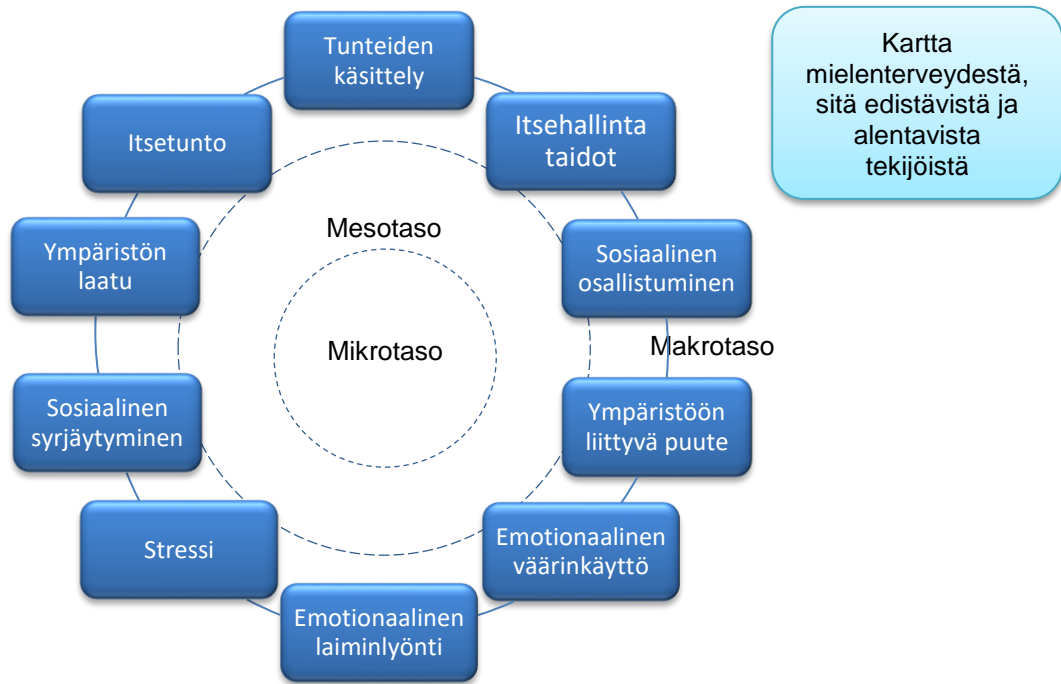 Kartta
mielenterveydestä,
sitä edistävistä ja
alentavista
tekijöistä
Tunteiden
käsittely
Itsehallinta
taidot
Sosiaalinen
osallistuminen
Ympäristöön
liittyvä puute
Emotionaalinen
väärinkäyttö
Emotionaalinen
laiminlyönti
Stressi
Sosiaalinen
syrjäytyminen
Ympäristön
laatu
Itsetunto
Mesotaso
Mikrotaso
Makrotaso